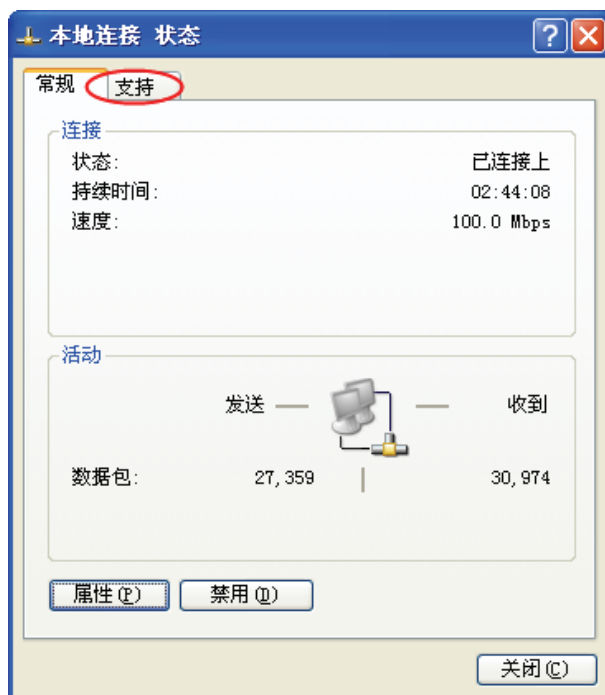 本地连接 状态
常规 支持
连接
状态: 已连接上
持续时间: 02:44:08
速度: 100.0 Mbps
活动
发送 — — 收到
数据包: 27,359 | 30,974
属性(P) 禁用(D)
关闭(C)